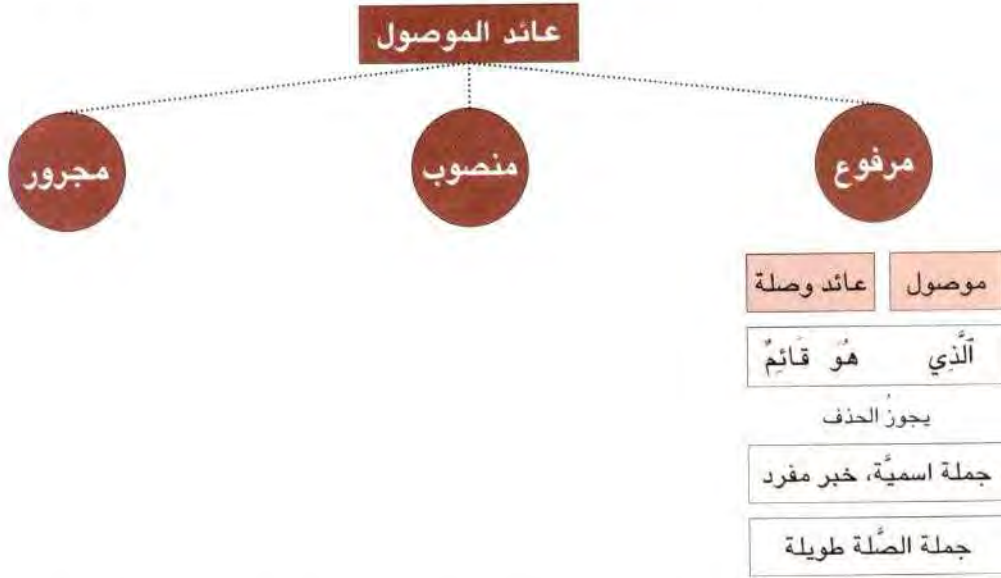 عائد الموصول
مرفوع
منصوب
مجرور
موصول
عائد وصلة
ٱلَّذِي هُوَ قَائِمٌ
يجوزُ الحذف
جملة اسميَّة، خبر مفرد
جملة الصَّلة طويلة